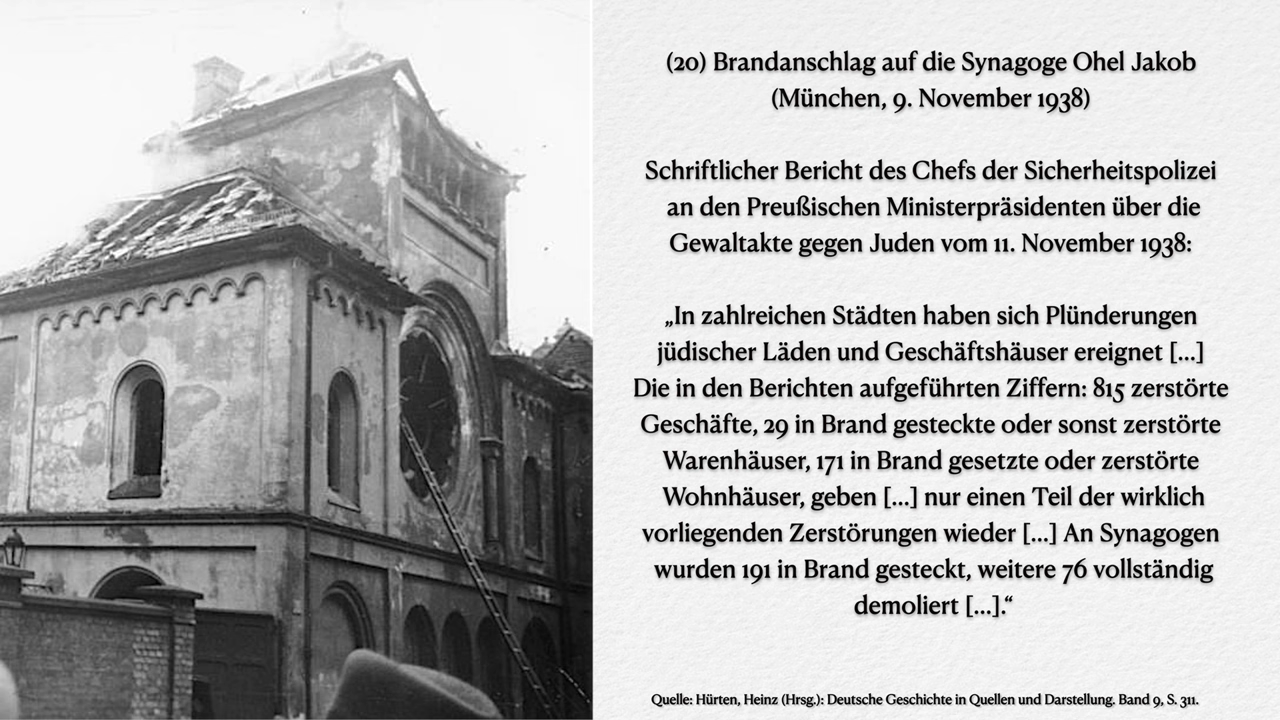 (20) Brandanschlag auf die Synagoge Ohel Jakob
(München, 9. November 1938)
Schriftlicher Bericht des Chefs der Sicherheitspolizei
an den Preußischen Ministerpräsidenten über die
Gewaltakte gegen Juden vom 11. November 1938:
„In zahlreichen Städten haben sich Plünderungen
jüdischer Läden und Geschäftshäuser ereignet [...]
Die in den Berichten aufgeführten Ziffern: 815 zerstörte
Geschäfte, 29 in Brand gesteckte oder sonst zerstörte
Warenhäuser, 171 in Brand gesetzte oder zerstörte
Wohnhäuser, geben [...] nur einen Teil der wirklich
vorliegenden Zerstörungen wieder [...] An Synagogen
wurden 191 in Brand gesteckt, weitere 76 vollständig
demoliert [...].“
Quelle: Hürten, Heinz (Hrsg.): Deutsche Geschichte in Quellen und Darstellung. Band 9, S. 311.